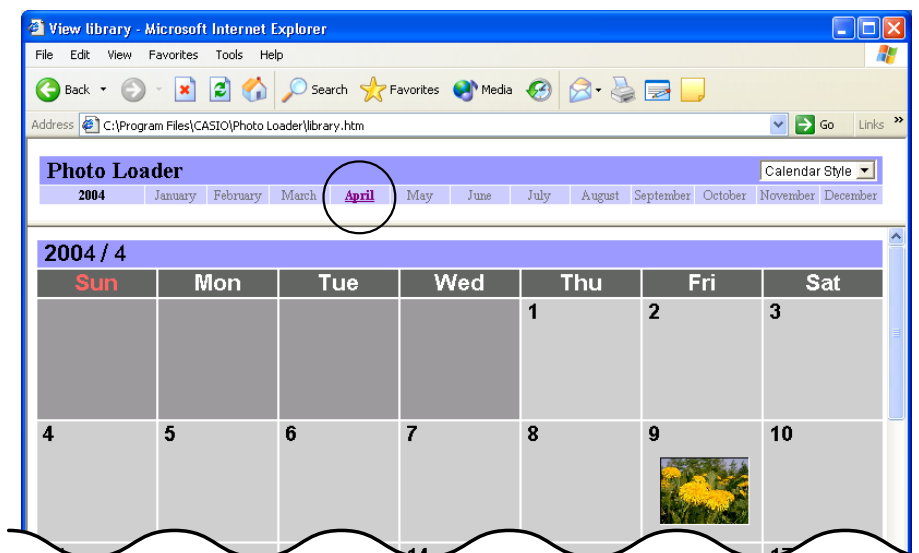 View library - Microsoft Internet Explorer
File Edit View Favorites Tools Help
Back Search Favorites Media
Address C:\Program Files\CASIO\Photo Loader\library.htm Go Links »
Photo Loader Calendar Style
2004 January February March April May June July August September October November December
2004 / 4
Sun Mon Tue Wed Thu Fri Sat
1 2 3
4 5 6 7 8 9 10